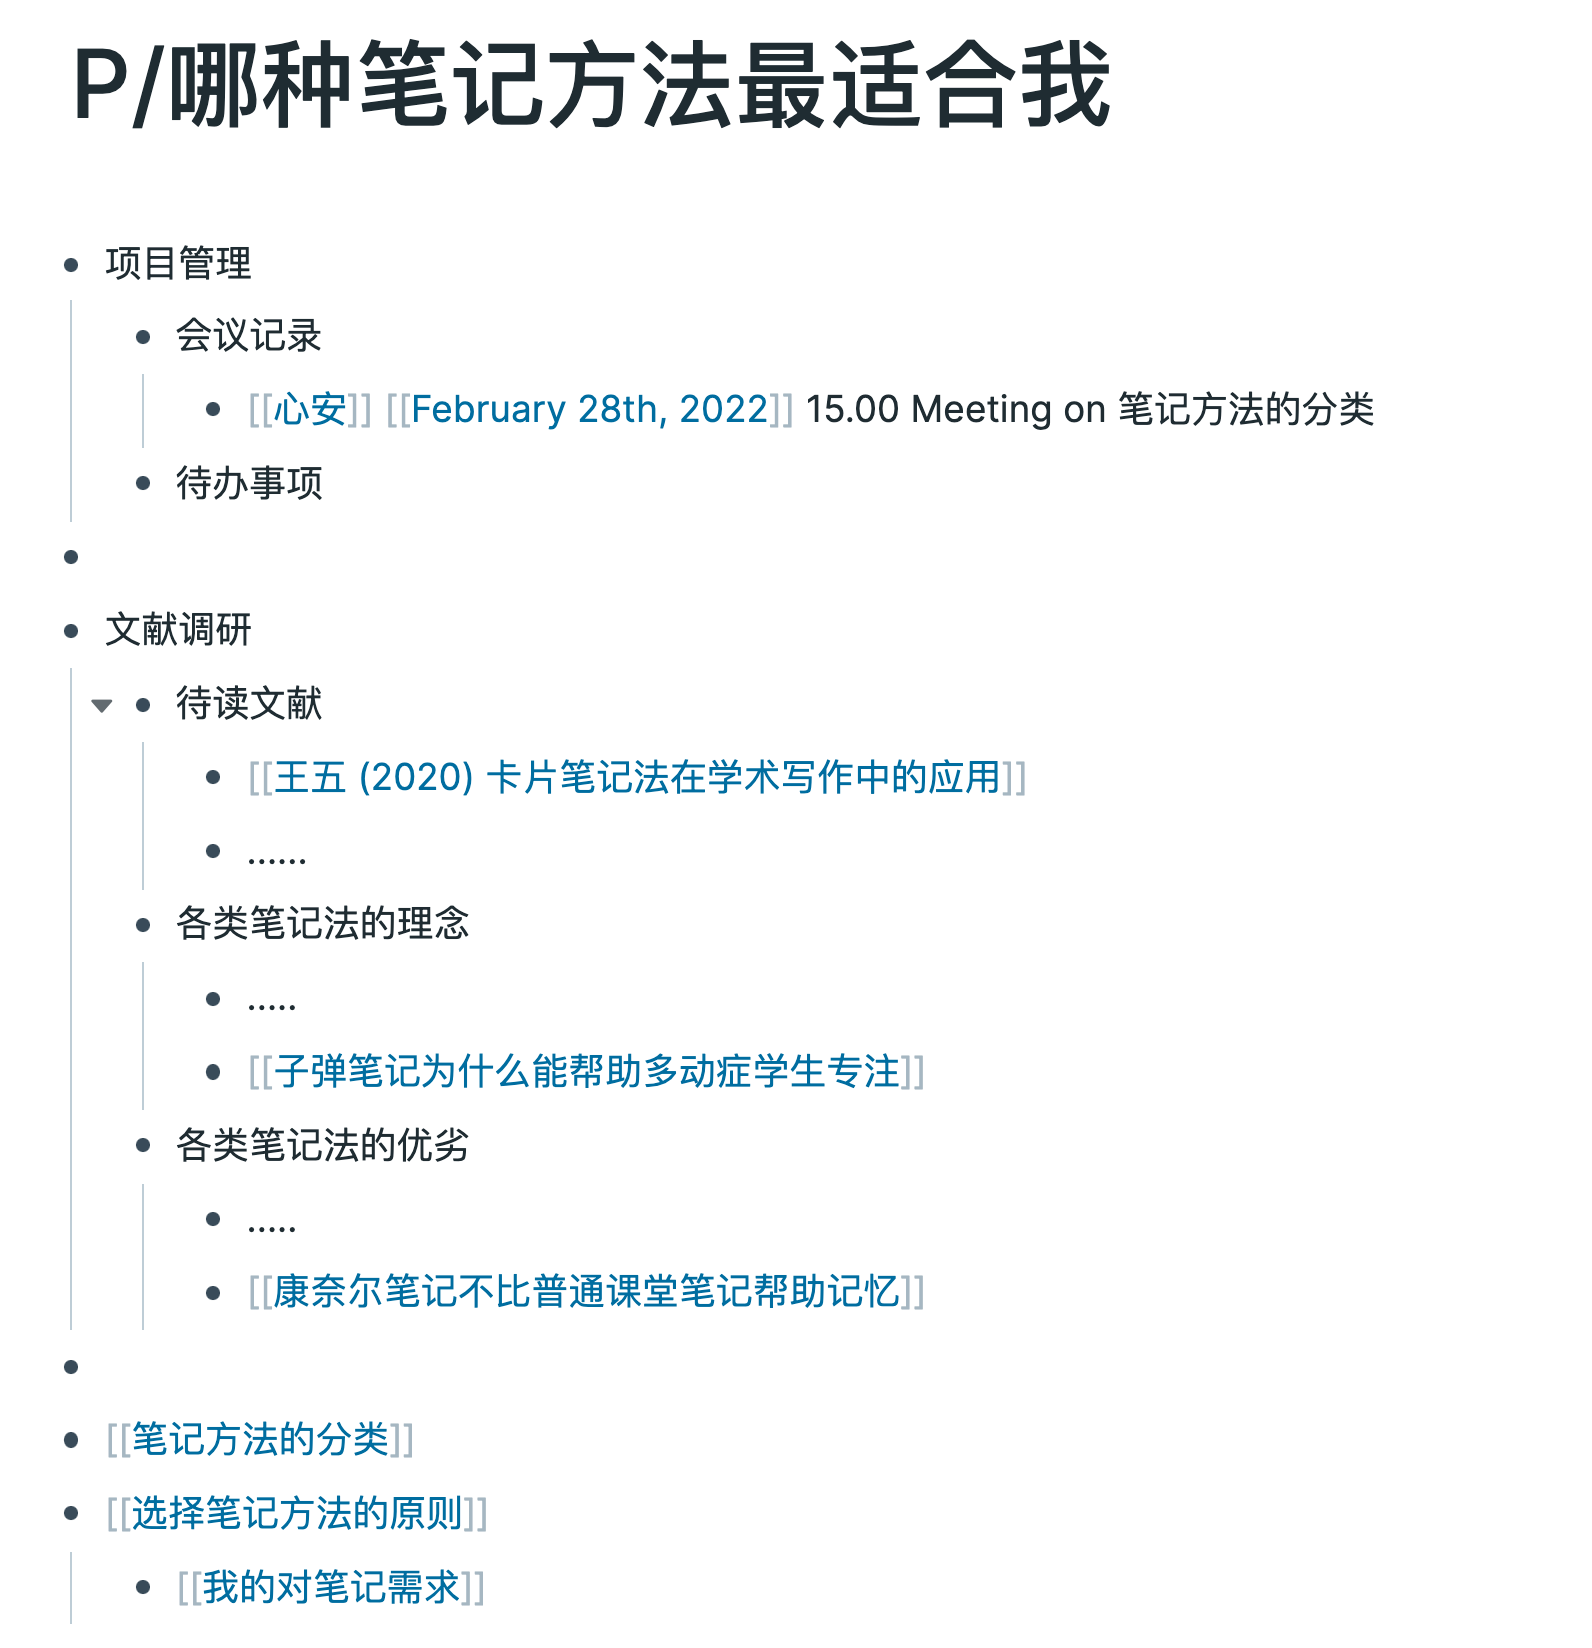 P/哪种笔记方法最适合我
项目管理
会议记录
[[心安]] [[February 28th, 2022]] 15.00 Meeting on 笔记方法的分类
待办事项
文献调研
待读文献
[[王五 (2020) 卡片笔记法在学术写作中的应用]]
......
各类笔记法的理念
.....
[[子弹笔记为什么能帮助多动症学生专注]]
各类笔记法的优劣
.....
[[康奈尔笔记不比普通课堂笔记帮助记忆]]
[[笔记方法的分类]]
[[选择笔记方法的原则]]
[[我的对笔记需求]]